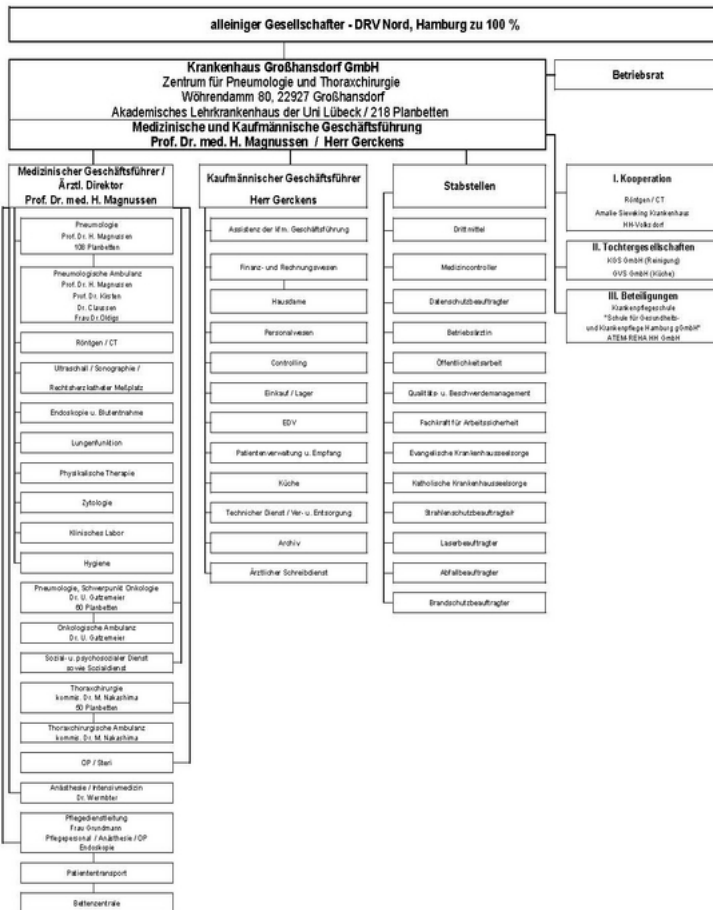 alleiniger Gesellschafter - DRV Nord, Hamburg zu 100 %
Krankenhaus Großhansdorf GmbH
Zentrum für Pneumologie und Thoraxchirurgie
Wöhrendamm 80, 22927 Großhansdorf
Akademisches Lehrkrankenhaus der Uni Lübeck / 218 Planbetten
Medizinische und Kaufmännische Geschäftsführung
Prof. Dr. med. H. Magnussen / Herr Gerckens
Betriebsrat
Medizinischer Geschäftsführer /
Ärztl. Direktor
Prof. Dr. med. H. Magnussen
Pneumologie
Prof. Dr. H. Magnussen
108 Planbetten
Pneumologische Ambulanz
Prof. Dr. H. Magnussen
Prof. Dr. Kirsten
Dr. Claussen
Frau Dr. Oldigs
Röntgen / CT
Ultraschall / Sonographie /
Rechtsherzkatheter Meßplatz
Endoskopie u. Blutentnahme
Lungenfunktion
Physikalische Therapie
Zytologie
Klinisches Labor
Hygiene
Pneumologie, Schwerpunkt Onkologie
Dr. U. Gatzemeier
60 Planbetten
Onkologische Ambulanz
Dr. U. Gatzemeier
Sozial- u. psychosozialer Dienst
sowie Sozialdienst
Thoraxchirurgie
kommis. Dr. M. Nakashima
50 Planbetten
Thoraxchirurgische Ambulanz
kommis. Dr. M. Nakashima
OP / Steri
Anästhesie / Intensivmedizin
Dr. Warmbter
Pflegedienstleitung
Frau Grundmann
Pflegepersonal / Anästhesie / OP
Endoskopie
Patiententransport
Bettenzentrale
Kaufmännischer Geschäftsführer
Herr Gerckens
Assistenz der kfm. Geschäftsführung
Finanz- und Rechnungswesen
Hausdame
Personalwesen
Controlling
Einkauf / Lager
EDV
Patientenverwaltung u. Empfang
Küche
Technischer Dienst / Ver- u. Entsorgung
Archiv
Ärztlicher Schreibdienst
Stabstellen
Drittmittel
Medizincontroller
Datenschutzbeauftragter
Betriebsärztin
Öffentlichkeitsarbeit
Qualitäts- u. Beschwerdemanagement
Fachkraft für Arbeitssicherheit
Evangelische Krankenhausseelsorge
Katholische Krankenhausseelsorge
Strahlenschutzbeauftragter
Laserbeauftragter
Abfallbeauftragter
Brandschutzbeauftragter
I. Kooperation
Röntgen / CT
Amalie Sieveking Krankenhaus
HH-Volksdorf
II. Tochtergesellschaften
KGS GmbH (Reinigung)
GVS GmbH (Küche)
III. Beteiligungen
Krankenpflegeschule
"Schule für Gesundheits-
und Krankenpflege Hamburg gGmbH"
ATEM-REHA HH GmbH